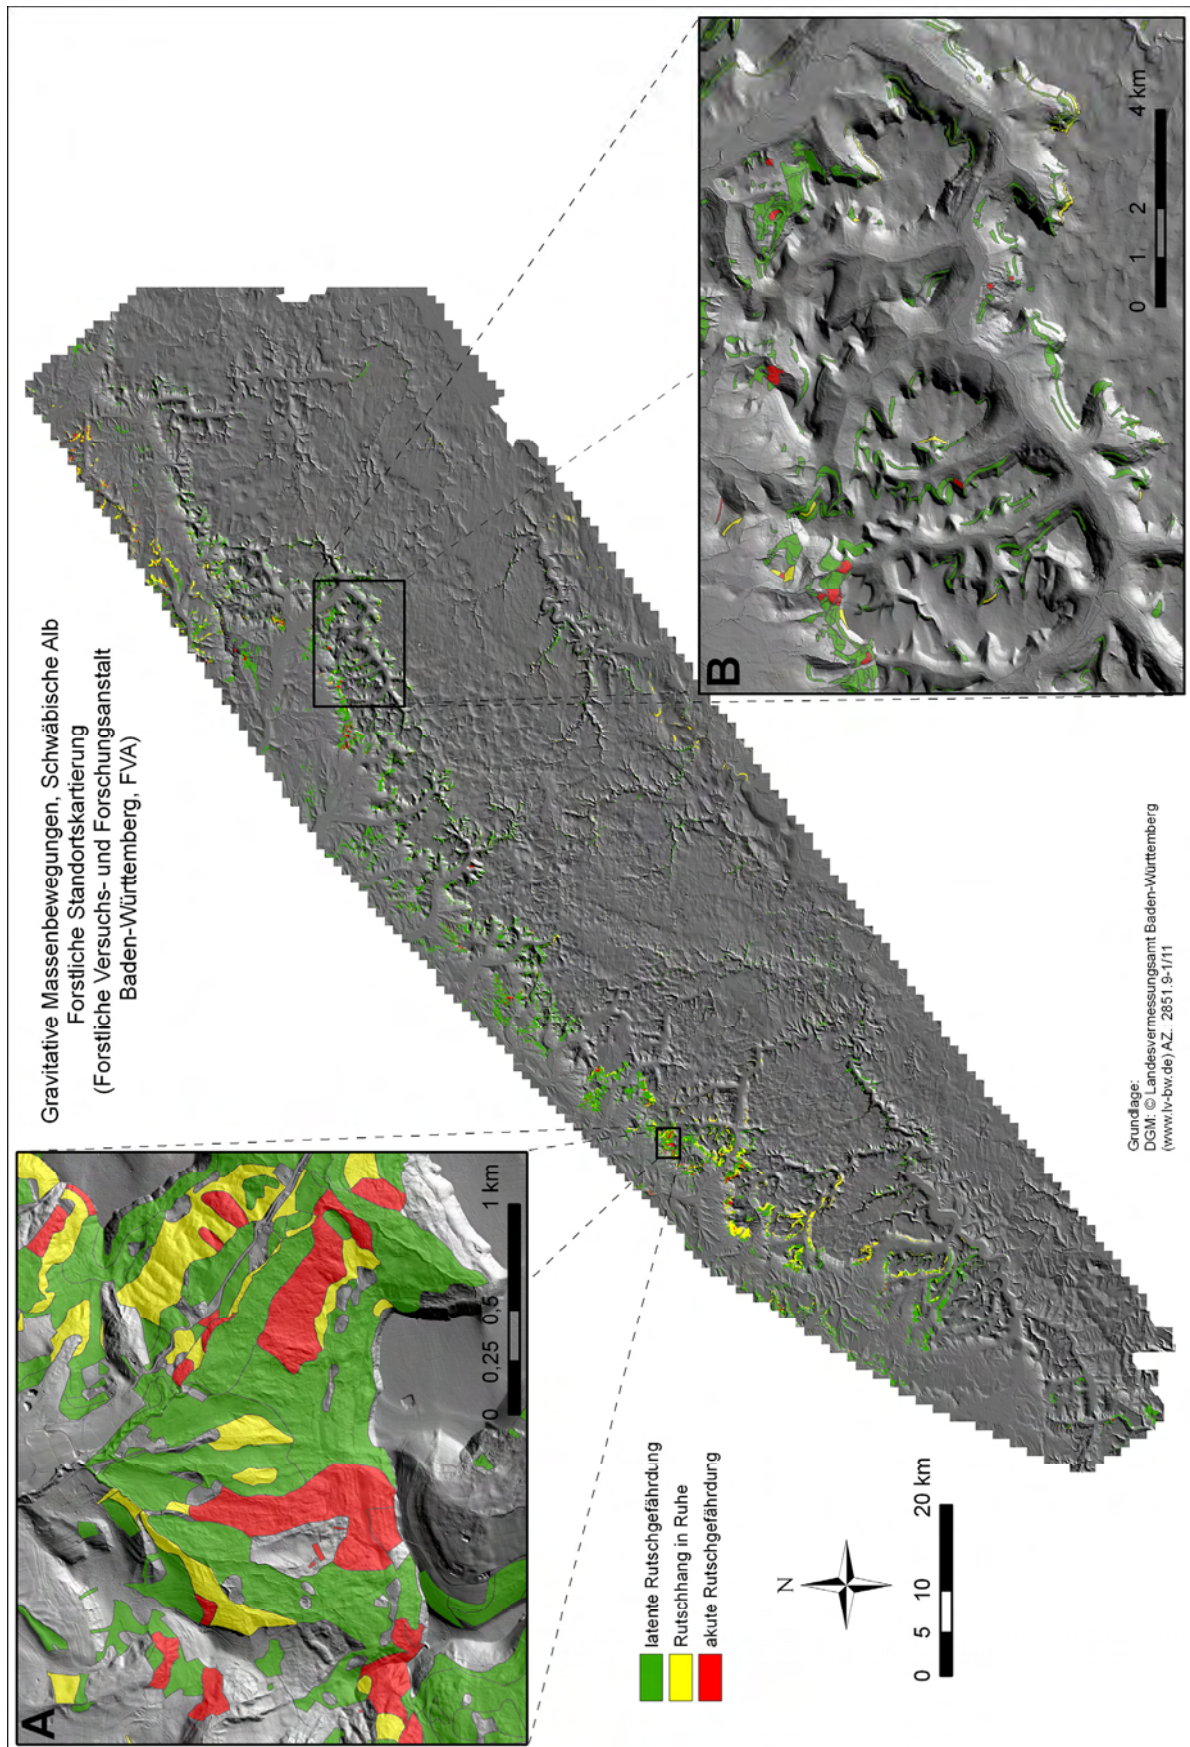 Gravitative Massenbewegungen, Schwäbische Alb
Forstliche Standortskartierung
(Forstliche Versuchs- und Forschungsanstalt
Baden-Württemberg, FVA)
A
0 0,25 0,5 1 km
B
0 1 2 4 km
latente Rutschgefährdung
Rutschhang in Ruhe
akute Rutschgefährdung
N
0 5 10 20 km
Grundlage:
DGM: © Landesvermessungsamt Baden-Württemberg
(www.lv-bw.de) AZ.: 2851.9-1/11